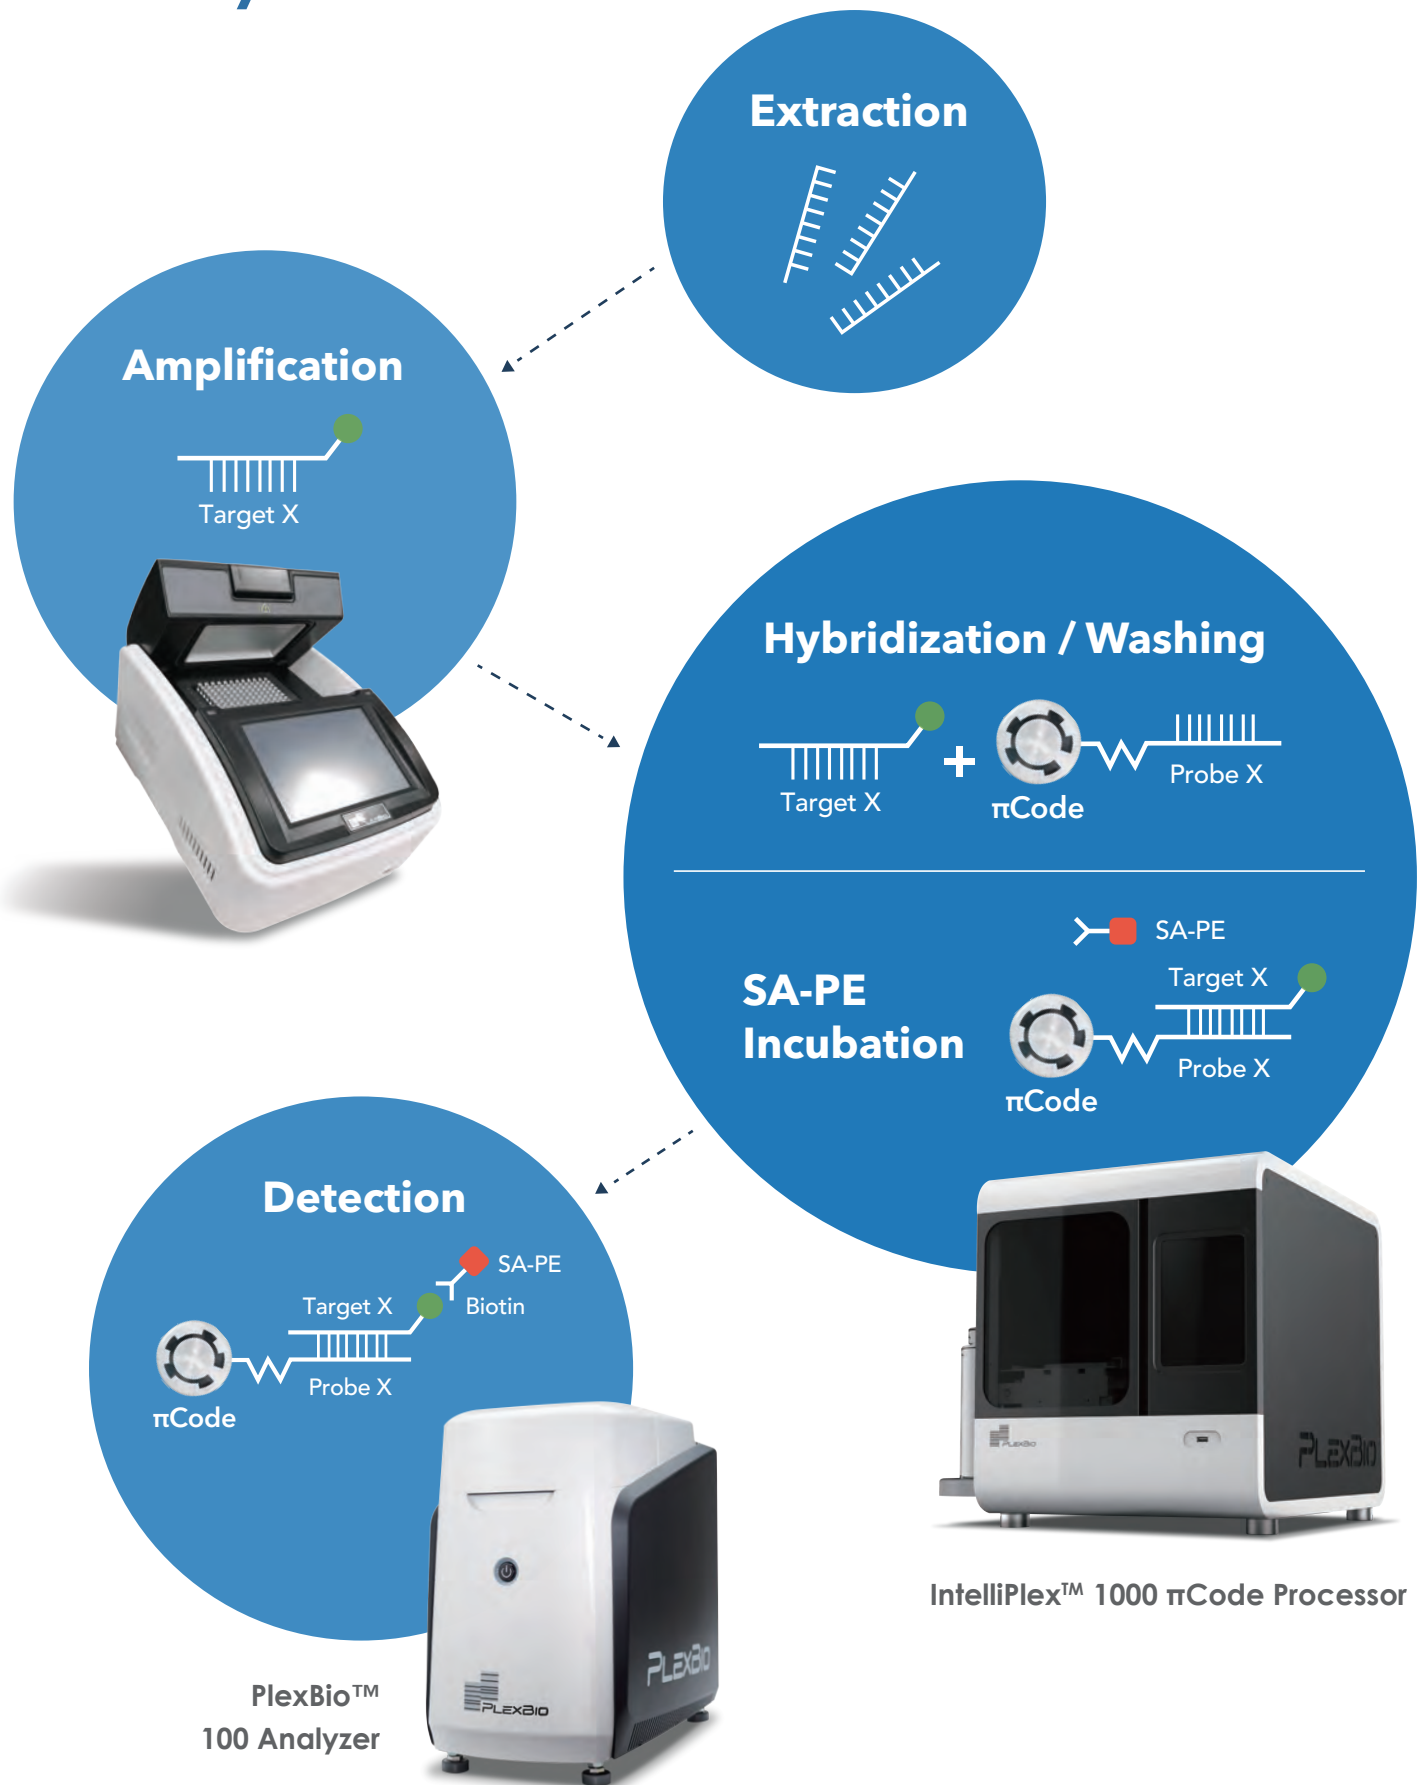 Extraction
Amplification
Target X
Hybridization / Washing
Target X
+
πCode
Probe X
SA-PE
SA-PE
Incubation
Target X
Probe X
πCode
Detection
SA-PE
Biotin
Target X
Probe X
πCode
PLEXBIO
PLEXBIO
IntelliPlex™ 1000 πCode Processor
PLEXBIO
PLEXBIO
PlexBio™
100 Analyzer